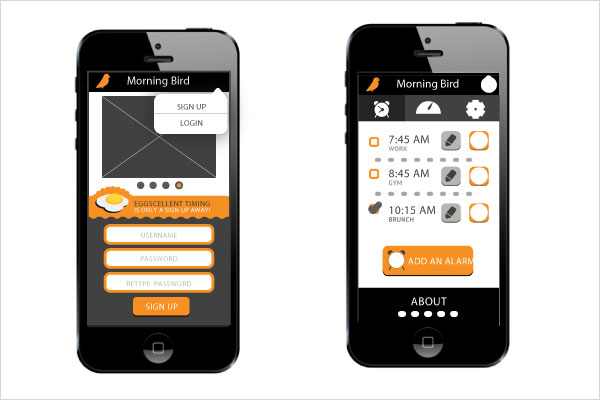 Morning Bird
SIGN UP
LOGIN
EGGSCELLENT TIMING
IS ONLY A SIGN UP AWAY!
USERNAME
PASSWORD
RETYPE PASSWORD
SIGN UP
Morning Bird
7:45 AM
WORK
8:45 AM
GYM
10:15 AM
BRUNCH
ADD AN ALARM
ABOUT